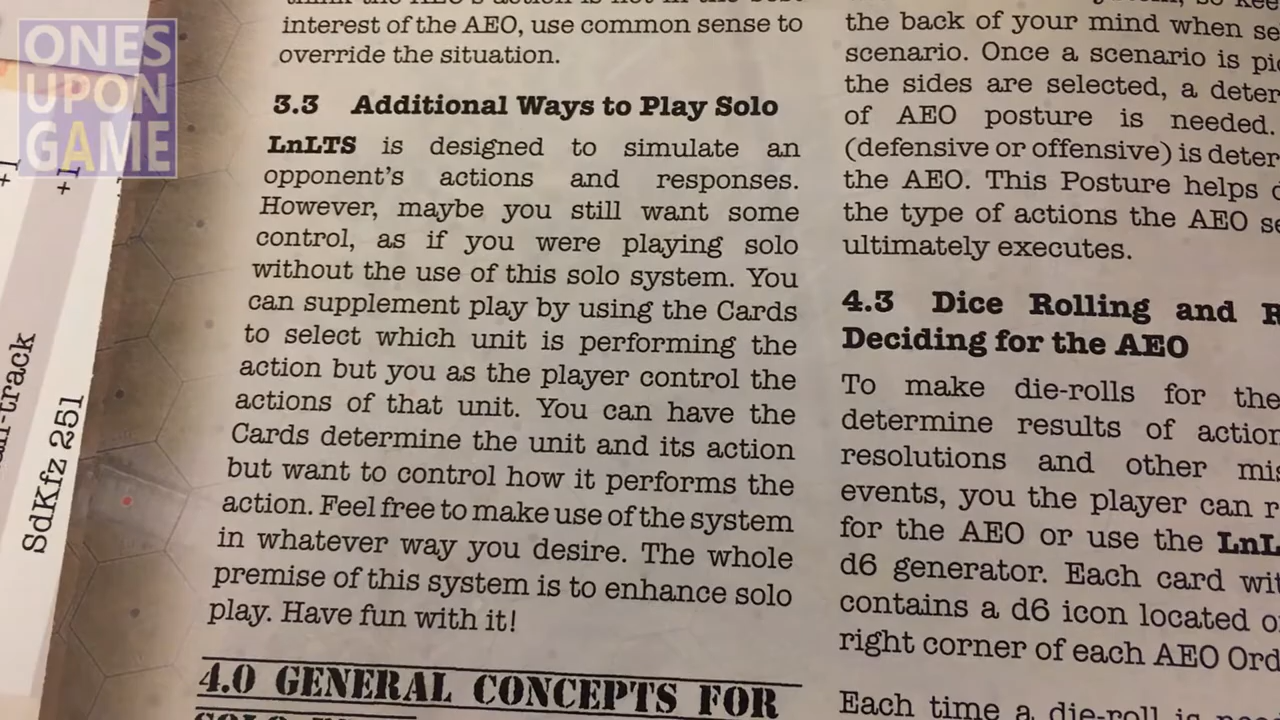 ONES
UPON
GAME
+1
+1
SdKfz 251
interest of the AEO, use common sense to
override the situation.
3.3 Additional Ways to Play Solo
LnLTS is designed to simulate an
opponent's actions and responses.
However, maybe you still want some
control, as if you were playing solo
without the use of this solo system. You
can supplement play by using the Cards
to select which unit is performing the
action but you as the player control the
actions of that unit. You can have the
Cards determine the unit and its action
but want to control how it performs the
action. Feel free to make use of the system
in whatever way you desire. The whole
premise of this system is to enhance solo
play. Have fun with it!
4.0 GENERAL CONCEPTS FOR
the back of your mind when
scenario. Once a scenario is
the sides are selected, a
of AEO posture is needed.
(defensive or offensive) is
the AEO. This Posture helps
the type of actions the AEO
ultimately executes.
4.3 Dice Rolling and
Deciding for the AEO
To make die-rolls for the
determine results of
resolutions and other
events, you the player can
for the AEO or use the
d6 generator. Each card
contains a d6 icon located
right corner of each AEO
Each time a die-roll is